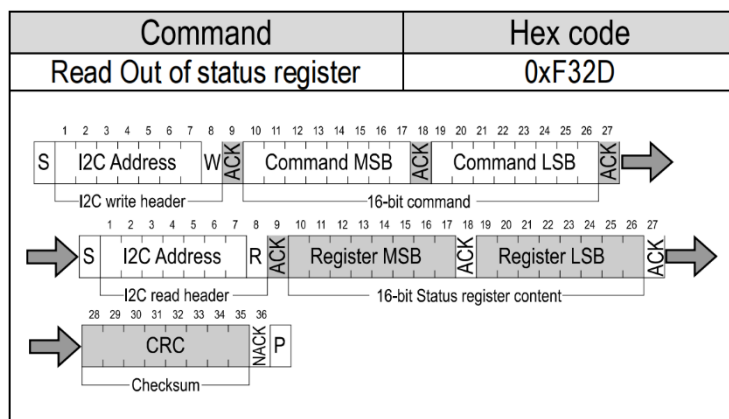 Command Hex code
Read Out of status register 0xF32D
1 2 3 4 5 6 7 8 9 10 11 12 13 14 15 16 17 18 19 20 21 22 23 24 25 26 27
S I2C Address W ACK Command MSB ACK Command LSB ACK
I2C write header 16-bit command
1 2 3 4 5 6 7 8 9 10 11 12 13 14 15 16 17 18 19 20 21 22 23 24 25 26 27
S I2C Address R ACK Register MSB ACK Register LSB ACK
I2C read header 16-bit Status register content
28 29 30 31 32 33 34 35 36
CRC NACK P
Checksum